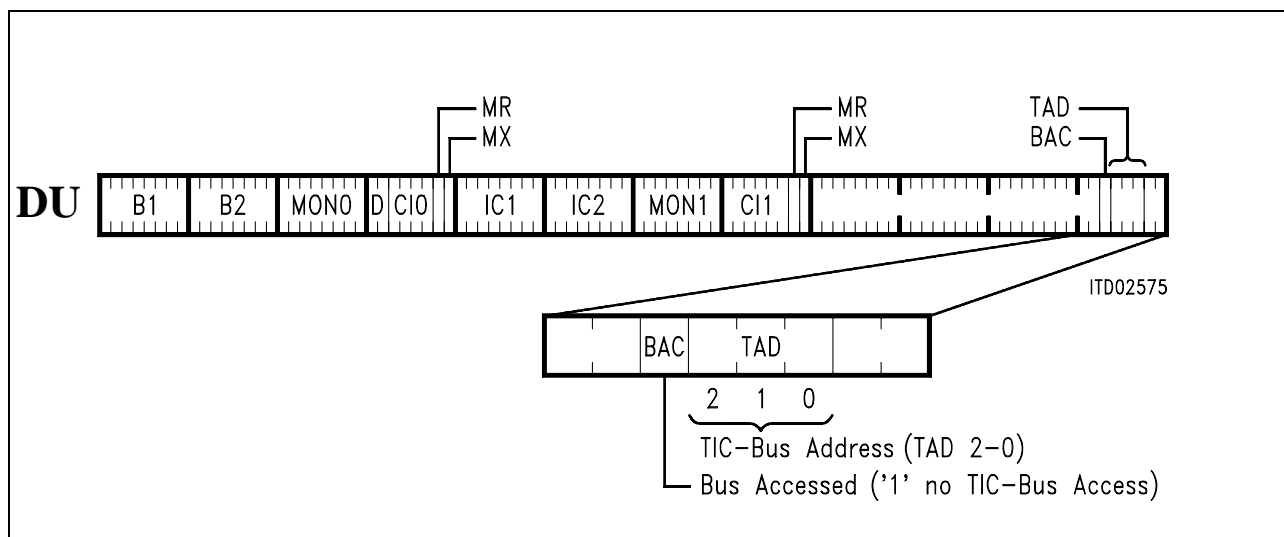 MR MR TAD
MX MX BAC
DU B1 B2 MON0 D CI0 IC1 IC2 MON1 CI1
ITD02575
BAC TAD
2 1 0
TIC-Bus Address (TAD 2-0)
Bus Accessed ('1' no TIC-Bus Access)